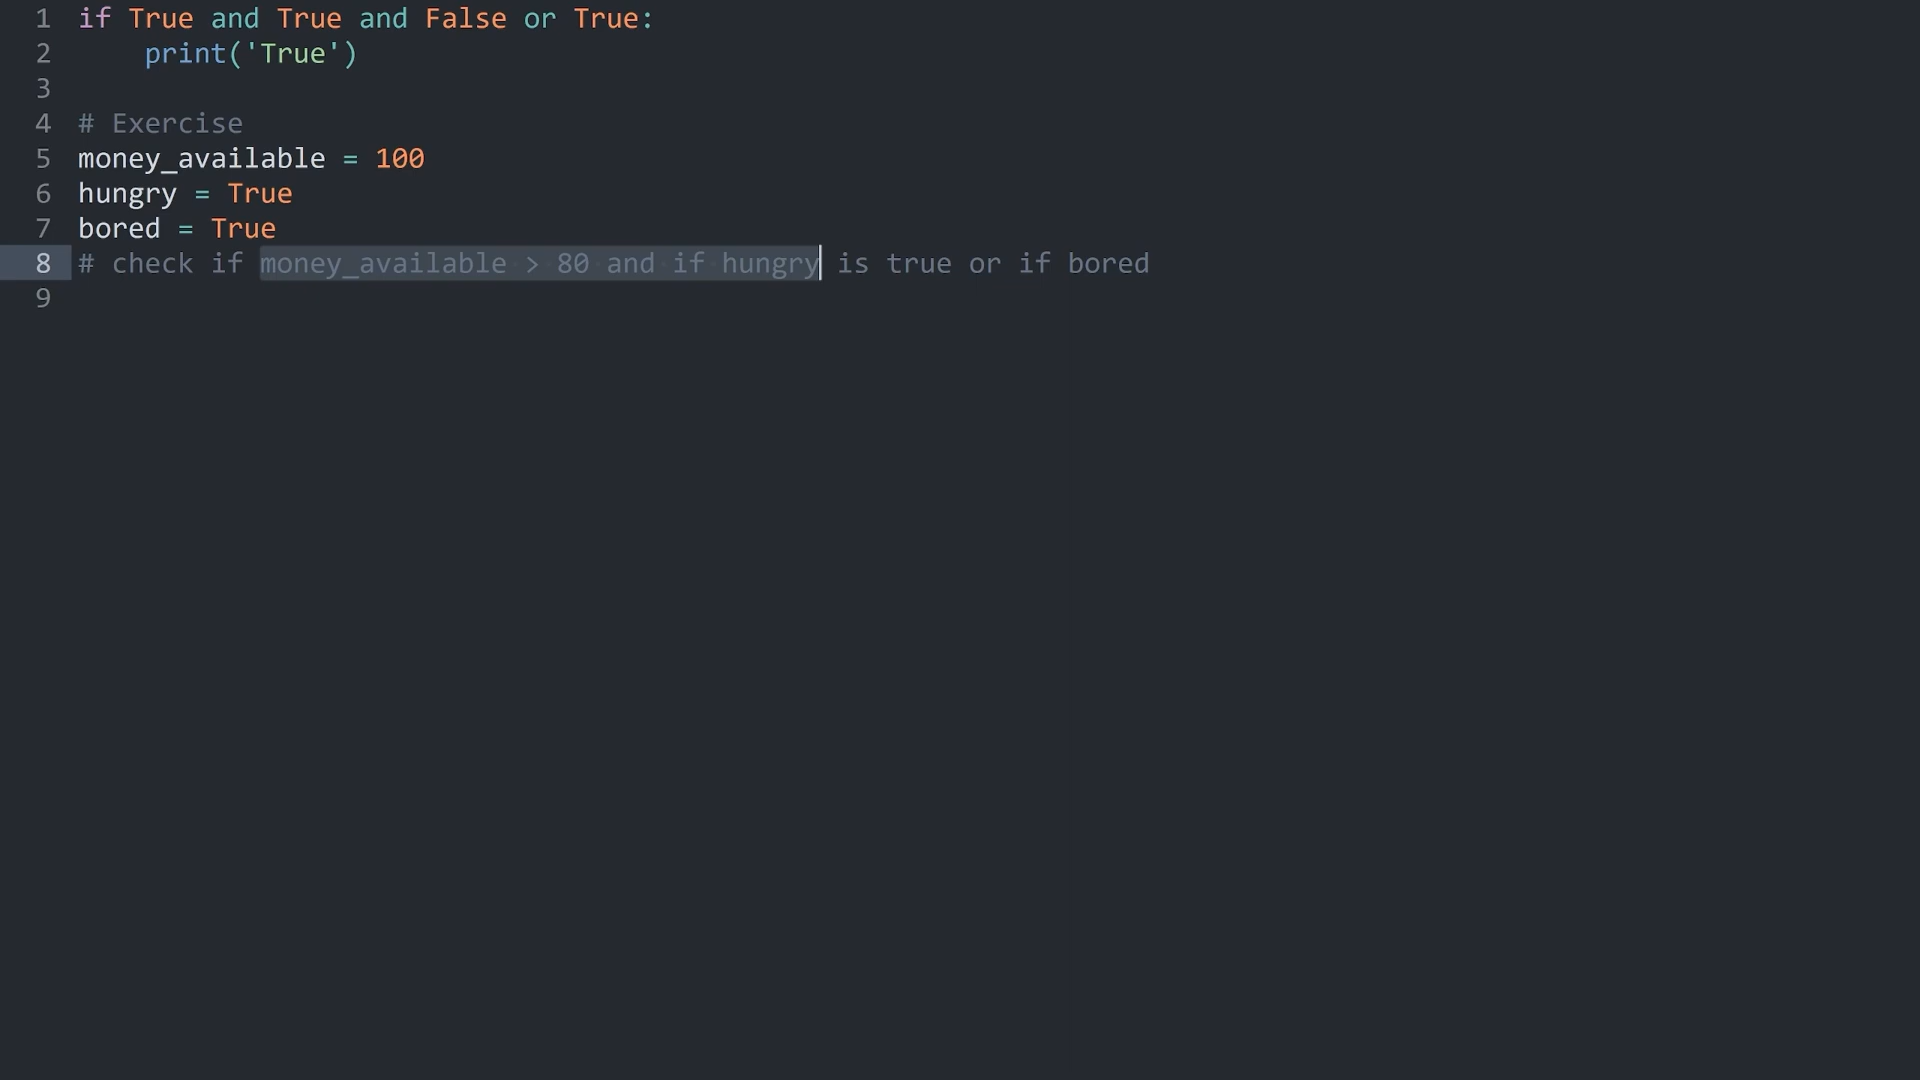 1 if True and True and False or True:
2     print('True')
3
4 # Exercise
5 money_available = 100
6 hungry = True
7 bored = True
8 # check if money_available > 80 and if hungry is true or if bored
9